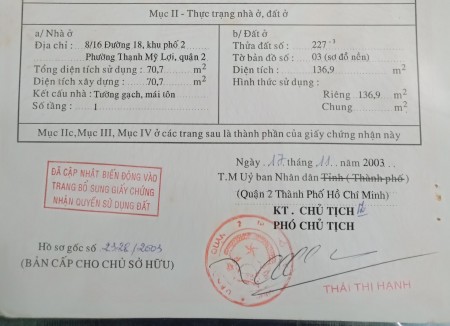 Mục II - Thực trạng nhà ở, đất ở
a/ Nhà ở
Địa chỉ : 8/16 Đường 18, khu phố 2
Phường Thạnh Mỹ Lợi, quận 2
Tổng diện tích sử dụng : 70,7 m2
Diện tích xây dựng : 70,7 m2
Kết cấu nhà : Tường gạch, mái tôn
Số tầng : 1
b/ Đất ở
Thửa đất số : 227
Tờ bản đồ số : 03 (sơ đồ nền)
Diện tích : 136,9 m2
Hình thức sử dụng :
Riêng : 136,9 m2
Chung m2
Mục IIc,Mục III, Mục IV ở các trang sau là thành phần của giấy chứng nhận này
ĐÃ CẬP NHẬT BIẾN ĐỘNG VÀO
TRANG BỔ SUNG GIẤY CHỨNG
NHẬN QUYỀN SỬ DỤNG ĐẤT
Hồ sơ gốc số 2328/2003
(BẢN CẤP CHO CHỦ SỞ HỮU)
Ngày .17. tháng .11. năm 2003..
T.M Uỷ ban Nhân dân Tỉnh ( Thành phố )
(Quận 2 Thành Phố Hồ Chí Minh)
KT. CHỦ TỊCH
PHÓ CHỦ TỊCH
THÁI THỊ HẠNH